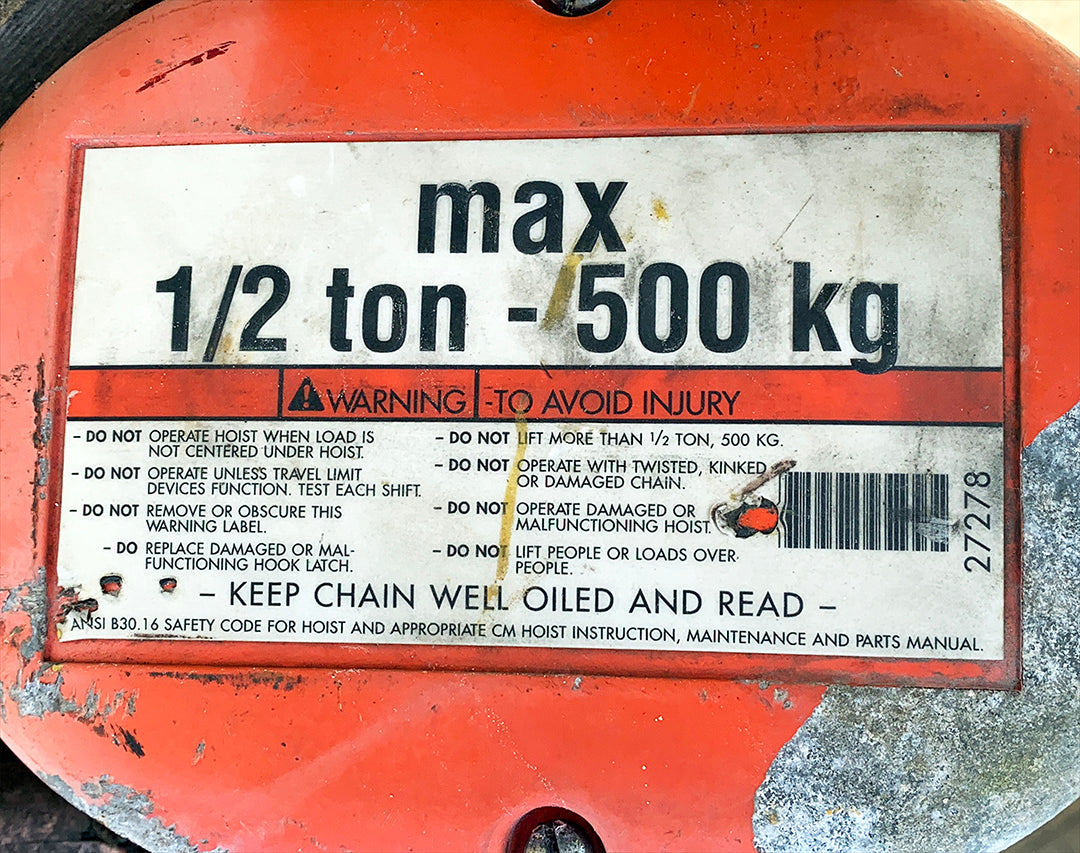 max
1/2 ton - 500 kg
WARNING -TO AVOID INJURY
- DO NOT OPERATE HOIST WHEN LOAD IS
NOT CENTERED UNDER HOIST.
- DO NOT OPERATE UNLESS TRAVEL LIMIT
DEVICES FUNCTION. TEST EACH SHIFT.
- DO NOT REMOVE OR OBSCURE THIS
WARNING LABEL.
- DO REPLACE DAMAGED OR MAL-
FUNCTIONING HOOK LATCH.
- DO NOT LIFT MORE THAN 1/2 TON, 500 KG.
- DO NOT OPERATE WITH TWISTED, KINKED
OR DAMAGED CHAIN.
- DO NOT OPERATE DAMAGED OR
MALFUNCTIONING HOIST.
- DO NOT LIFT PEOPLE OR LOADS OVER
PEOPLE.
27278
– KEEP CHAIN WELL OILED AND READ –
ANSI B30.16 SAFETY CODE FOR HOIST AND APPROPRIATE CM HOIST INSTRUCTION, MAINTENANCE AND PARTS MANUAL.